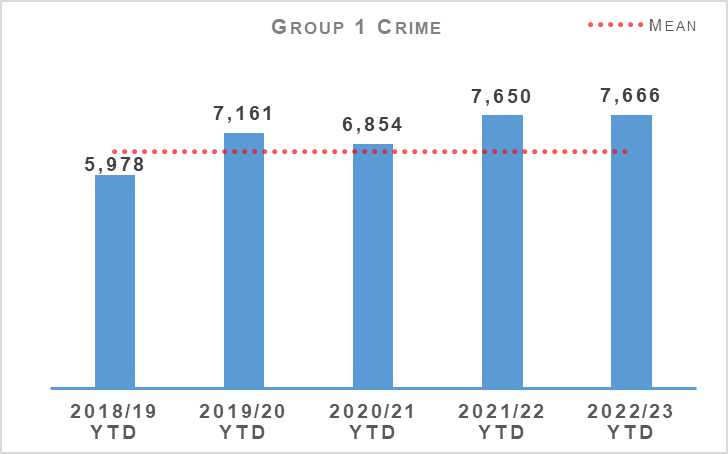 GROUP 1 CRIME
MEAN
5,978
7,161
6,854
7,650
7,666
2018/19 YTD
2019/20 YTD
2020/21 YTD
2021/22 YTD
2022/23 YTD